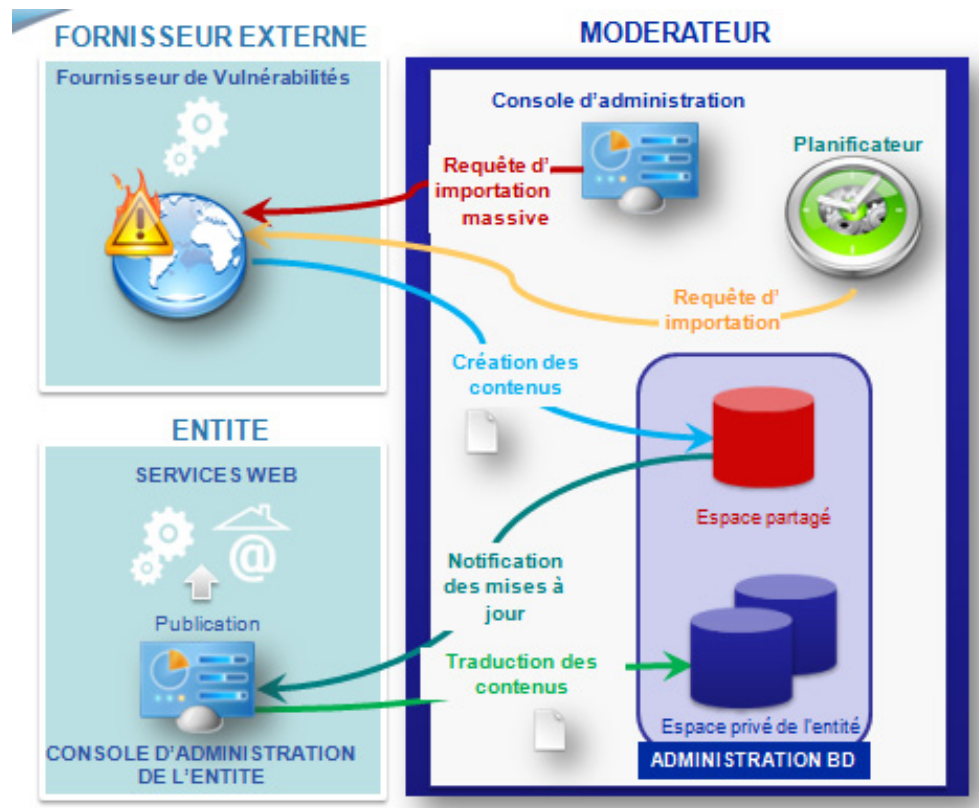 FORNISSEUR EXTERNE
Fournisseur de Vulnérabilités
MODERATEUR
Console d'administration
Planificateur
Requête d'
importation
massive
Requête d'
importation
Création des
contenus
Espace partagé
Notification
des mises à
jour
Traduction des
contenus
Espace privé de l'entité
ADMINISTRATION BD
ENTITE
SERVICES WEB
@
Publication
CONSOLE D'ADMINISTRATION
DE L'ENTITE